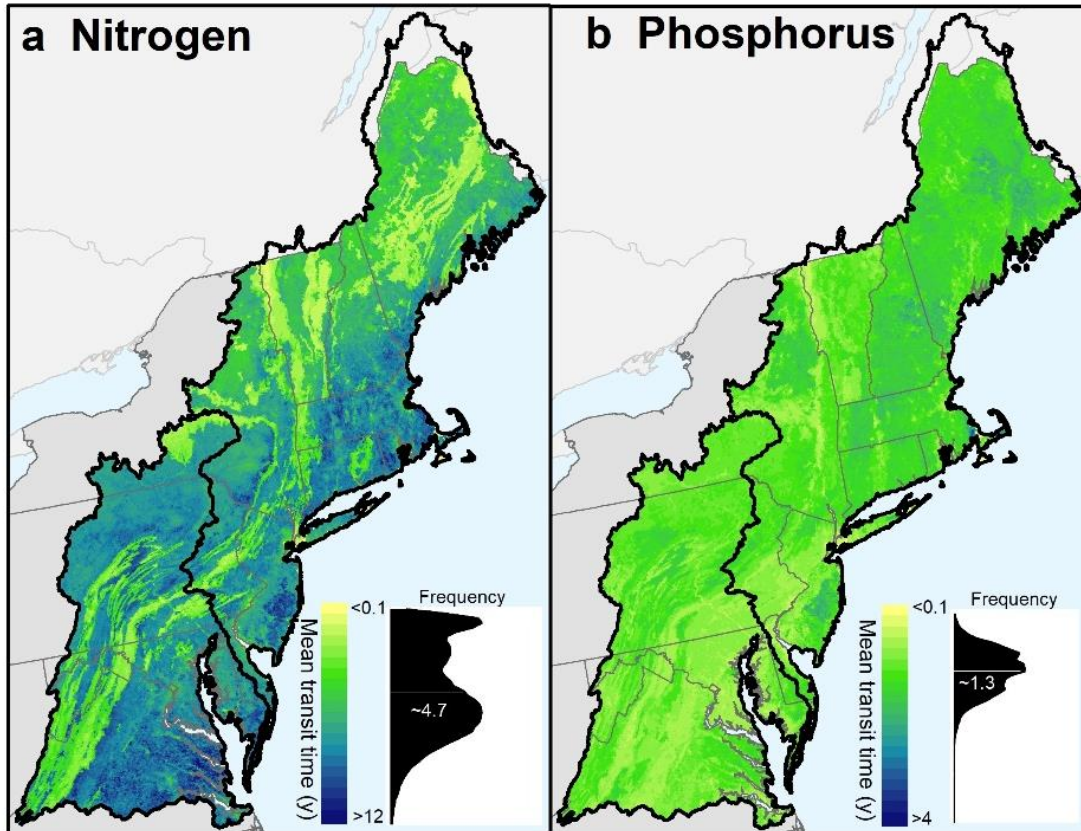 a Nitrogen
<0.1
Mean transit time (y)
>12
Frequency
~4.7
b Phosphorus
<0.1
Mean transit time (y)
>4
Frequency
~1.3